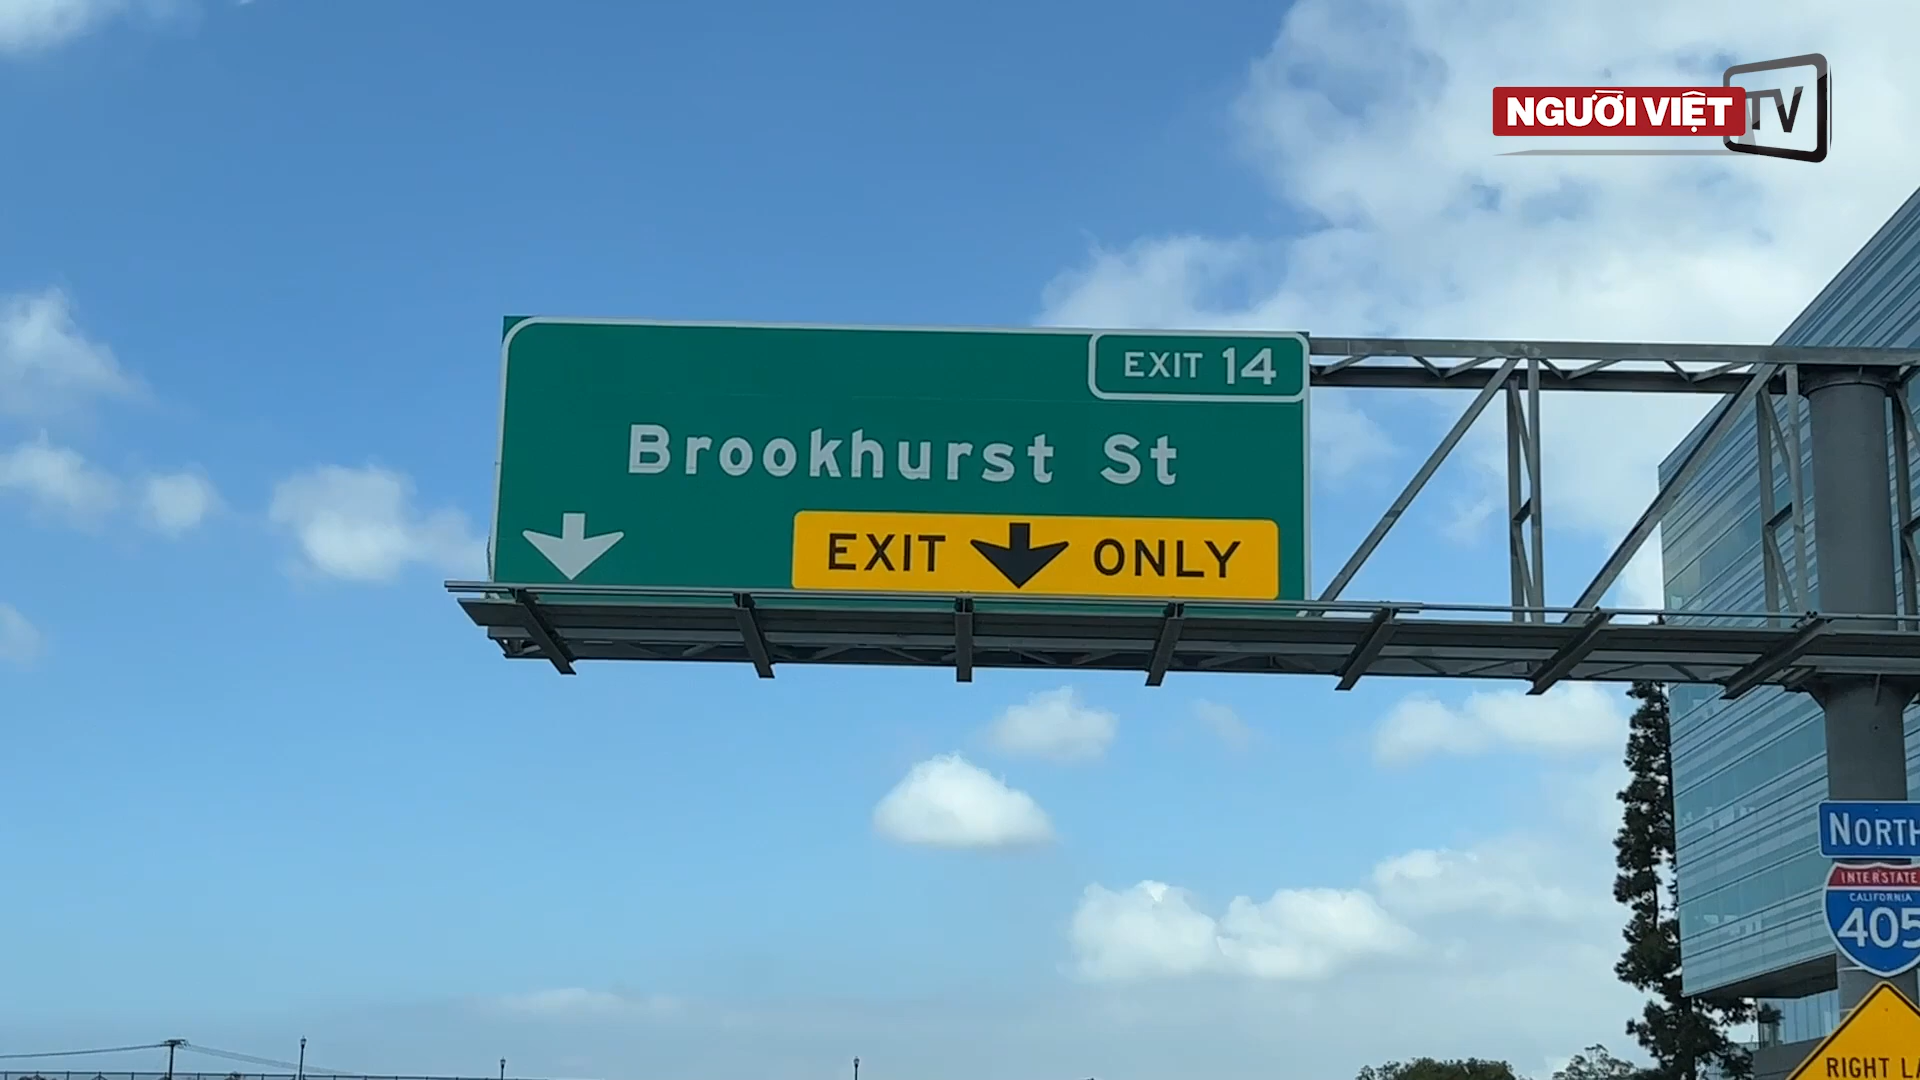 NGƯỜI VIỆT TV
EXIT 14
Brookhurst St
EXIT ONLY
NORTH
INTERSTATE
CALIFORNIA
405
RIGHT